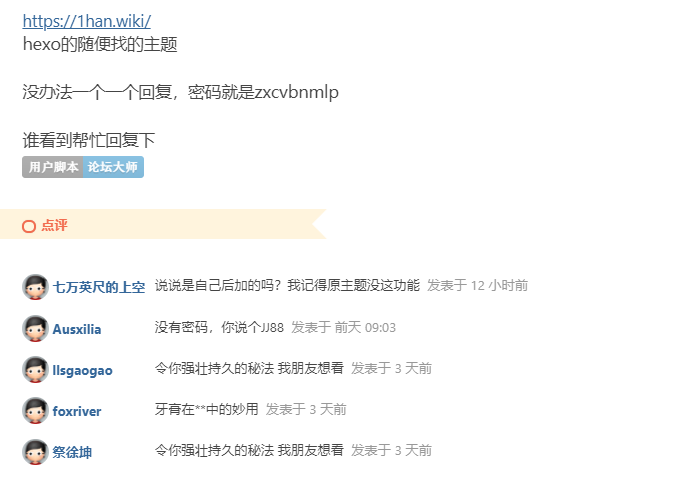 https://1han.wiki/
hexo的随便找的主题
没办法一个一个回复，密码就是zxcvbnmlp
谁看到帮忙回复下
用户脚本 论坛大师
点评
七万英尺的上空 说说是自己后加的吗？我记得原主题没这功能 发表于 12 小时前
Ausxilia 没有密码，你说个JJ88 发表于 前天 09:03
llsgaogao 令你强壮持久的秘法 我朋友想看 发表于 3 天前
foxriver 牙膏在**中的妙用 发表于 3 天前
祭徐坤 令你强壮持久的秘法 我朋友想看 发表于 3 天前